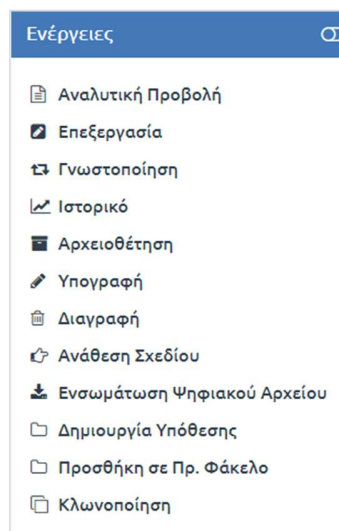 Ενέργειες
Αναλυτική Προβολή
Επεξεργασία
Γνωστοποίηση
Ιστορικό
Αρχειοθέτηση
Υπογραφή
Διαγραφή
Ανάθεση Σχεδίου
Ενσωμάτωση Ψηφιακού Αρχείου
Δημιουργία Υπόθεσης
Προσθήκη σε Πρ. Φάκελο
Κλωνοποίηση